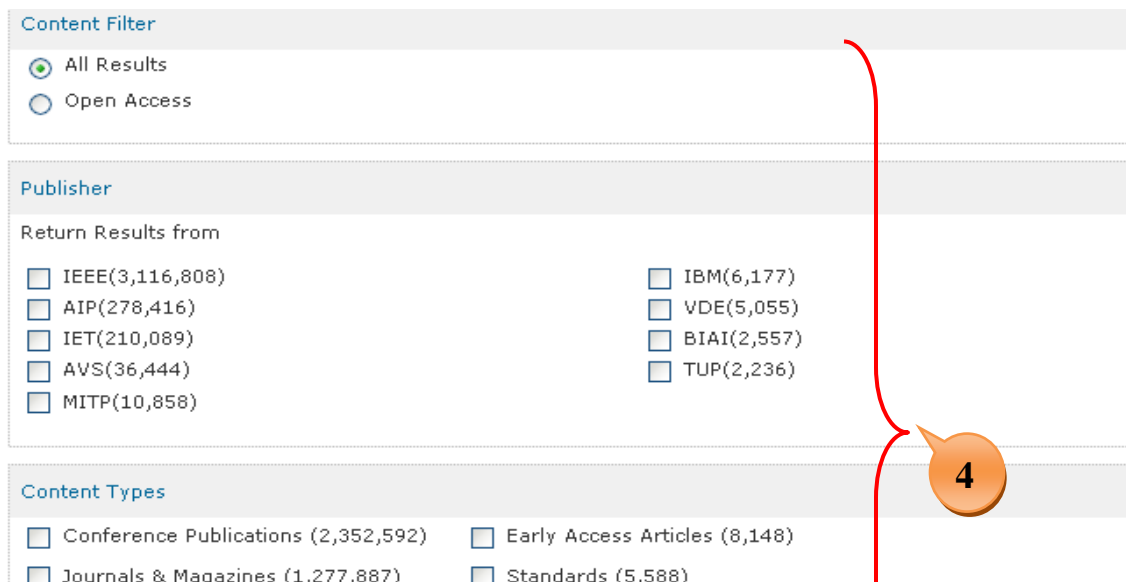 Content Filter
All Results
Open Access
Publisher
Return Results from
IEEE(3,116,808)
IBM(6,177)
AIP(278,416)
VDE(5,055)
IET(210,089)
BIAI(2,557)
AVS(36,444)
TUP(2,236)
MITP(10,858)
4
Content Types
Conference Publications (2,352,592)
Early Access Articles (8,148)
Journals & Magazines (1,277,887)
Standards (5,588)